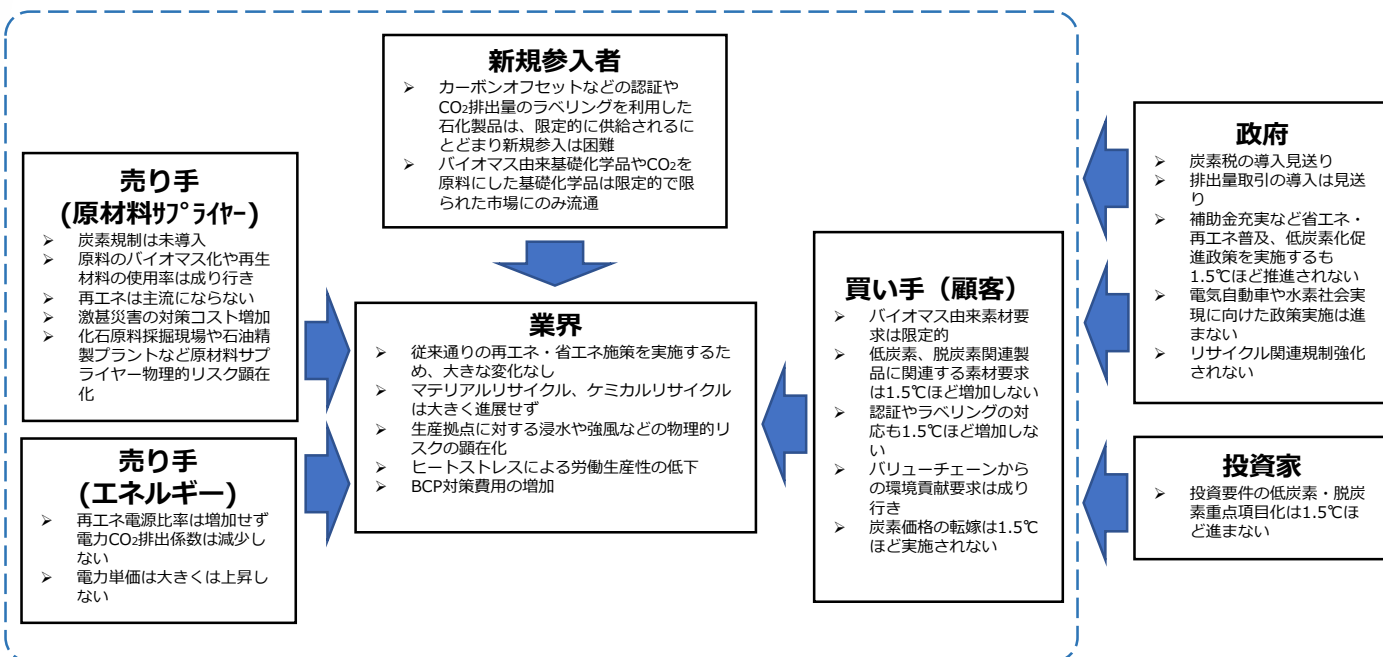 新規参入者
➢ カーボンオフセットなどの認証や
CO₂排出量のラベリングを利用した
石化製品は、限定的に供給されるに
とどまり新規参入は困難
➢ バイオマス由来基礎化学品やCO₂を
原料にした基礎化学品は限定的で限
られた市場にのみ流通
売り手
(原材料ｻﾌﾟﾗｲﾔｰ)
➢ 炭素規制は未導入
➢ 原料のバイオマス化や再生
材料の使用率は成り行き
➢ 再エネは主流にならない
➢ 激甚災害の対策コスト増加
➢ 化石原料採掘現場や石油精
製プラントなど原材料サプ
ライヤー物理的リスク顕在
化
売り手
(エネルギー)
➢ 再エネ電源比率は増加せず
電力CO₂排出係数は減少し
ない
➢ 電力単価は大きくは上昇し
ない
業界
➢ 従来通りの再エネ・省エネ施策を実施するた
め、大きな変化なし
➢ マテリアルリサイクル、ケミカルリサイクル
は大きく進展せず
➢ 生産拠点に対する浸水や強風などの物理的リ
スクの顕在化
➢ ヒートストレスによる労働生産性の低下
➢ BCP対策費用の増加
買い手（顧客）
➢ バイオマス由来素材要
求は限定的
➢ 低炭素、脱炭素関連製
品に関連する素材要求
は1.5℃ほど増加しない
➢ 認証やラベリングの対
応も1.5℃ほど増加しな
い
➢ バリューチェーンから
の環境貢献要求は成り
行き
➢ 炭素価格の転嫁は1.5℃
ほど実施されない
政府
➢ 炭素税の導入見送り
➢ 排出量取引の導入は見送
り
➢ 補助金充実など省エネ・
再エネ普及、低炭素化促
進政策を実施するも
1.5℃ほど推進されない
➢ 電気自動車や水素社会実
現に向けた政策実施は進
まない
➢ リサイクル関連規制強化
されない
投資家
➢ 投資要件の低炭素・脱炭
素重点項目化は1.5℃ほ
ど進まない